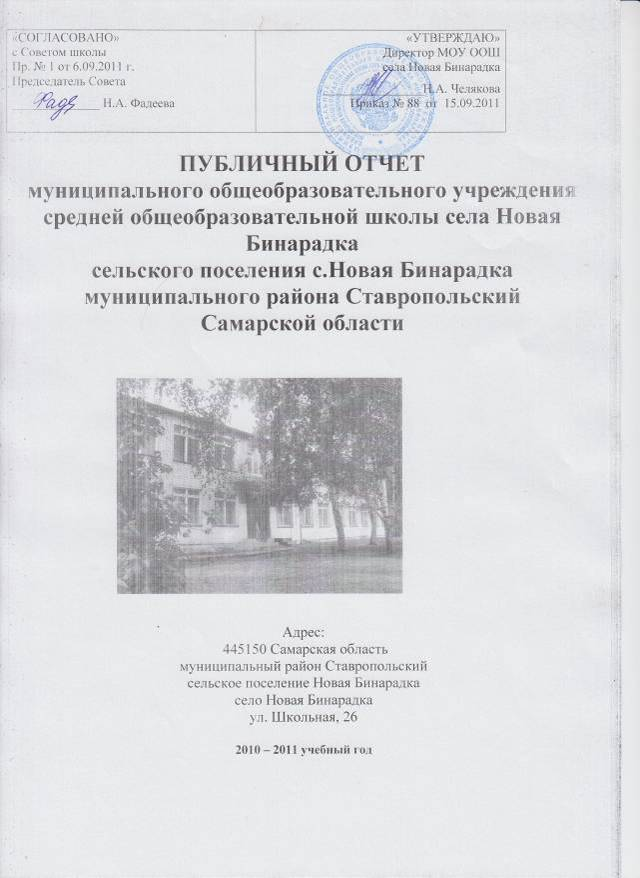 «СОГЛАСОВАНО»
с Советом школы
Пр. № 1 от 6.09.2011 г.
Председатель Совета
Н.А. Фадеева
«УТВЕРЖДАЮ»
Директор МОУ ООШ
села Новая Бинарадка
Н.А. Челякова
Приказ № 88 от 15.09.2011
ПУБЛИЧНЫЙ ОТЧЕТ
муниципального общеобразовательного учреждения
средней общеобразовательной школы села Новая
Бинарадка
сельского поселения с.Новая Бинарадка
муниципального района Ставропольский
Самарской области
Адрес:
445150 Самарская область
муниципальный район Ставропольский
сельское поселение Новая Бинарадка
село Новая Бинарадка
ул. Школьная, 26
2010 – 2011 учебный год